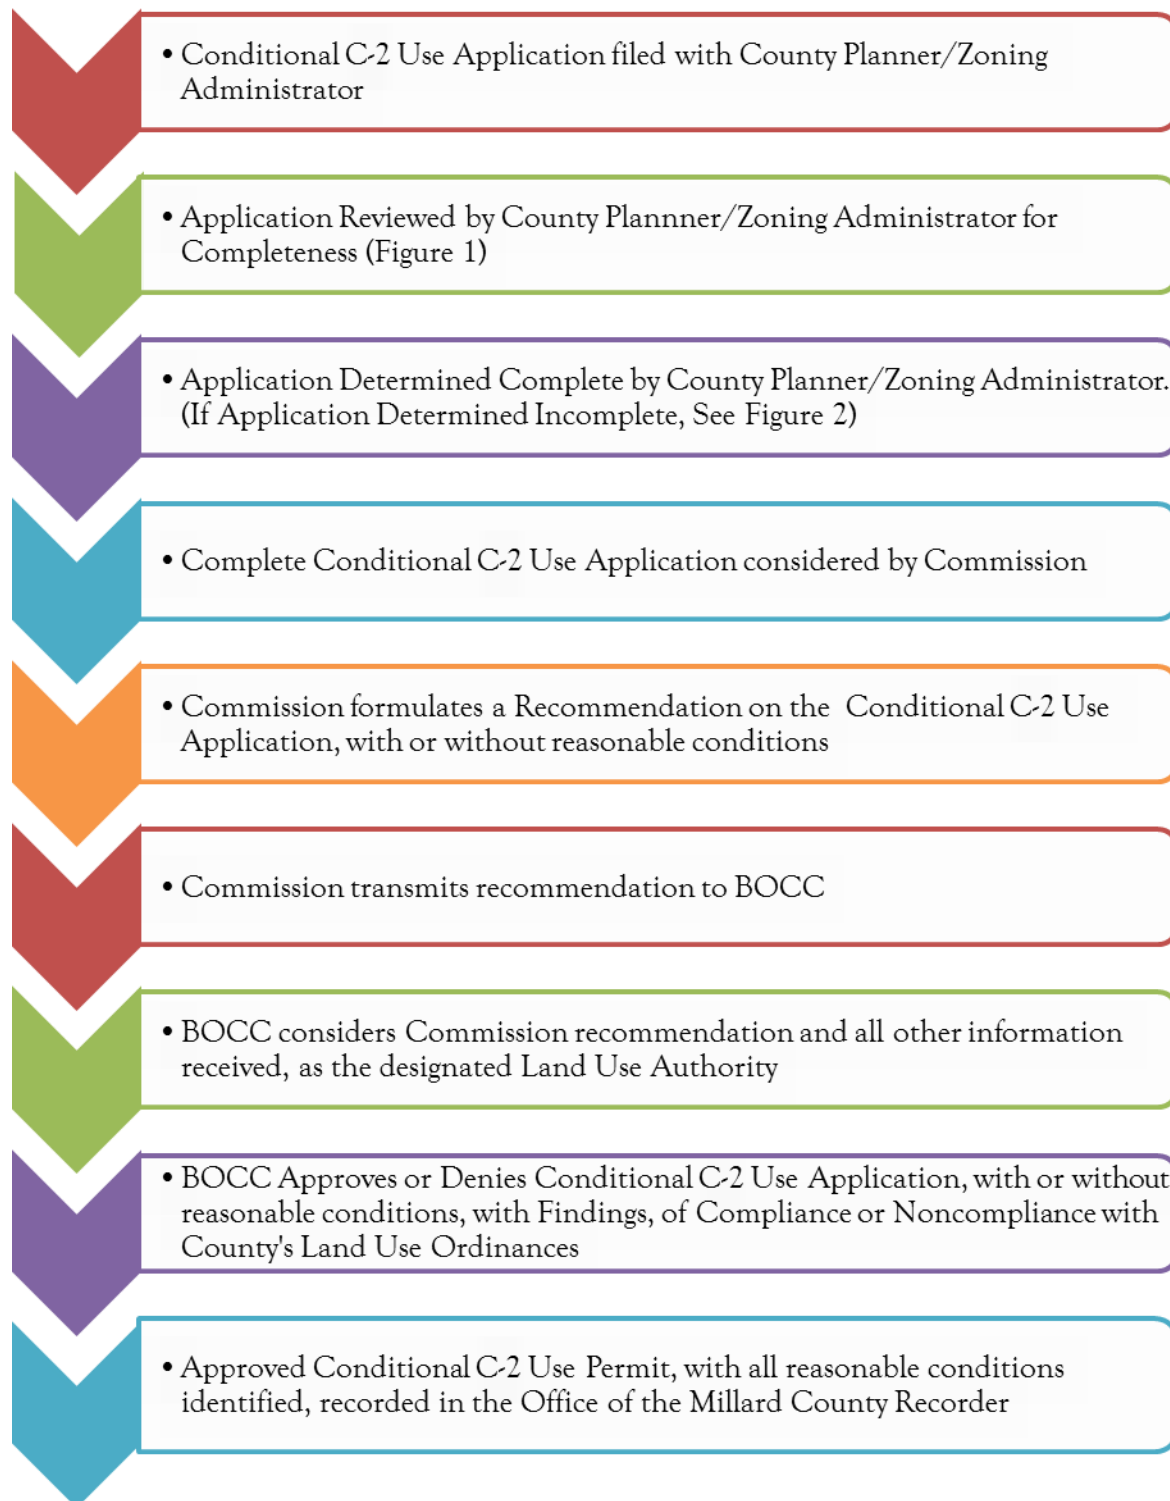 • Conditional C-2 Use Application filed with County Planner/Zoning
Administrator
• Application Reviewed by County Plannner/Zoning Administrator for
Completeness (Figure 1)
• Application Determined Complete by County Planner/Zoning Administrator.
(If Application Determined Incomplete, See Figure 2)
• Complete Conditional C-2 Use Application considered by Commission
• Commission formulates a Recommendation on the Conditional C-2 Use
Application, with or without reasonable conditions
• Commission transmits recommendation to BOCC
• BOCC considers Commission recommendation and all other information
received, as the designated Land Use Authority
• BOCC Approves or Denies Conditional C-2 Use Application, with or without
reasonable conditions, with Findings, of Compliance or Noncompliance with
County's Land Use Ordinances
• Approved Conditional C-2 Use Permit, with all reasonable conditions
identified, recorded in the Office of the Millard County Recorder